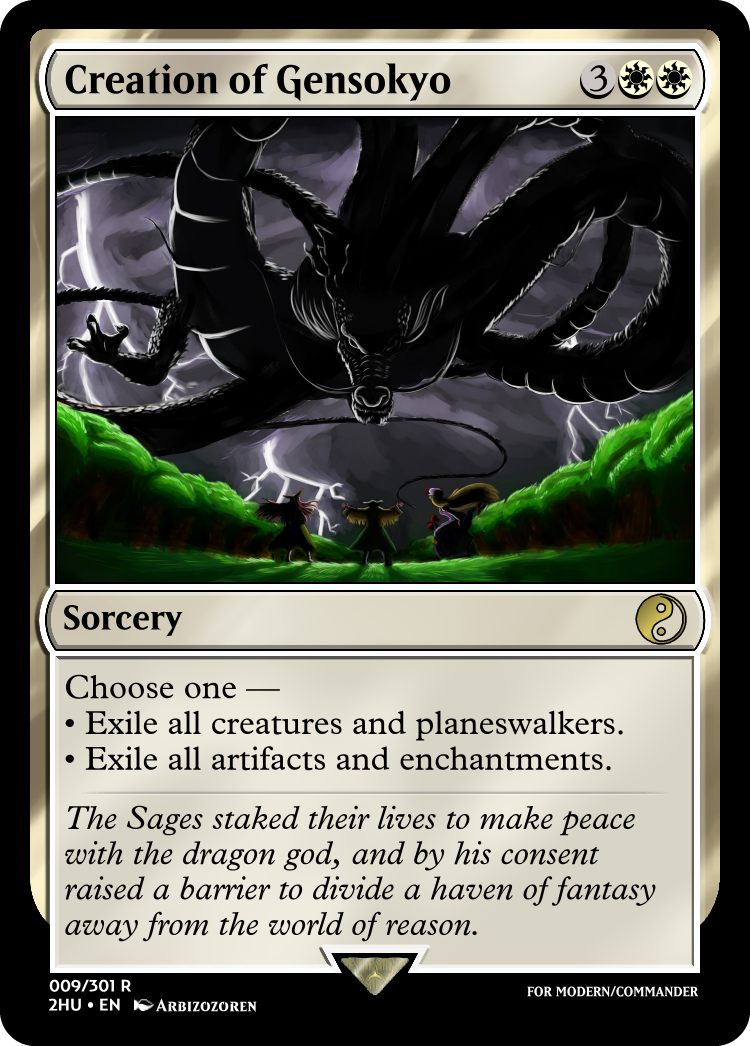 Creation of Gensokyo 3
Sorcery
Choose one —
• Exile all creatures and planeswalkers.
• Exile all artifacts and enchantments.
The Sages staked their lives to make peace
with the dragon god, and by his consent
raised a barrier to divide a haven of fantasy
away from the world of reason.
009/301 R
2HU • EN Arbizozoren
FOR MODERN/COMMANDER